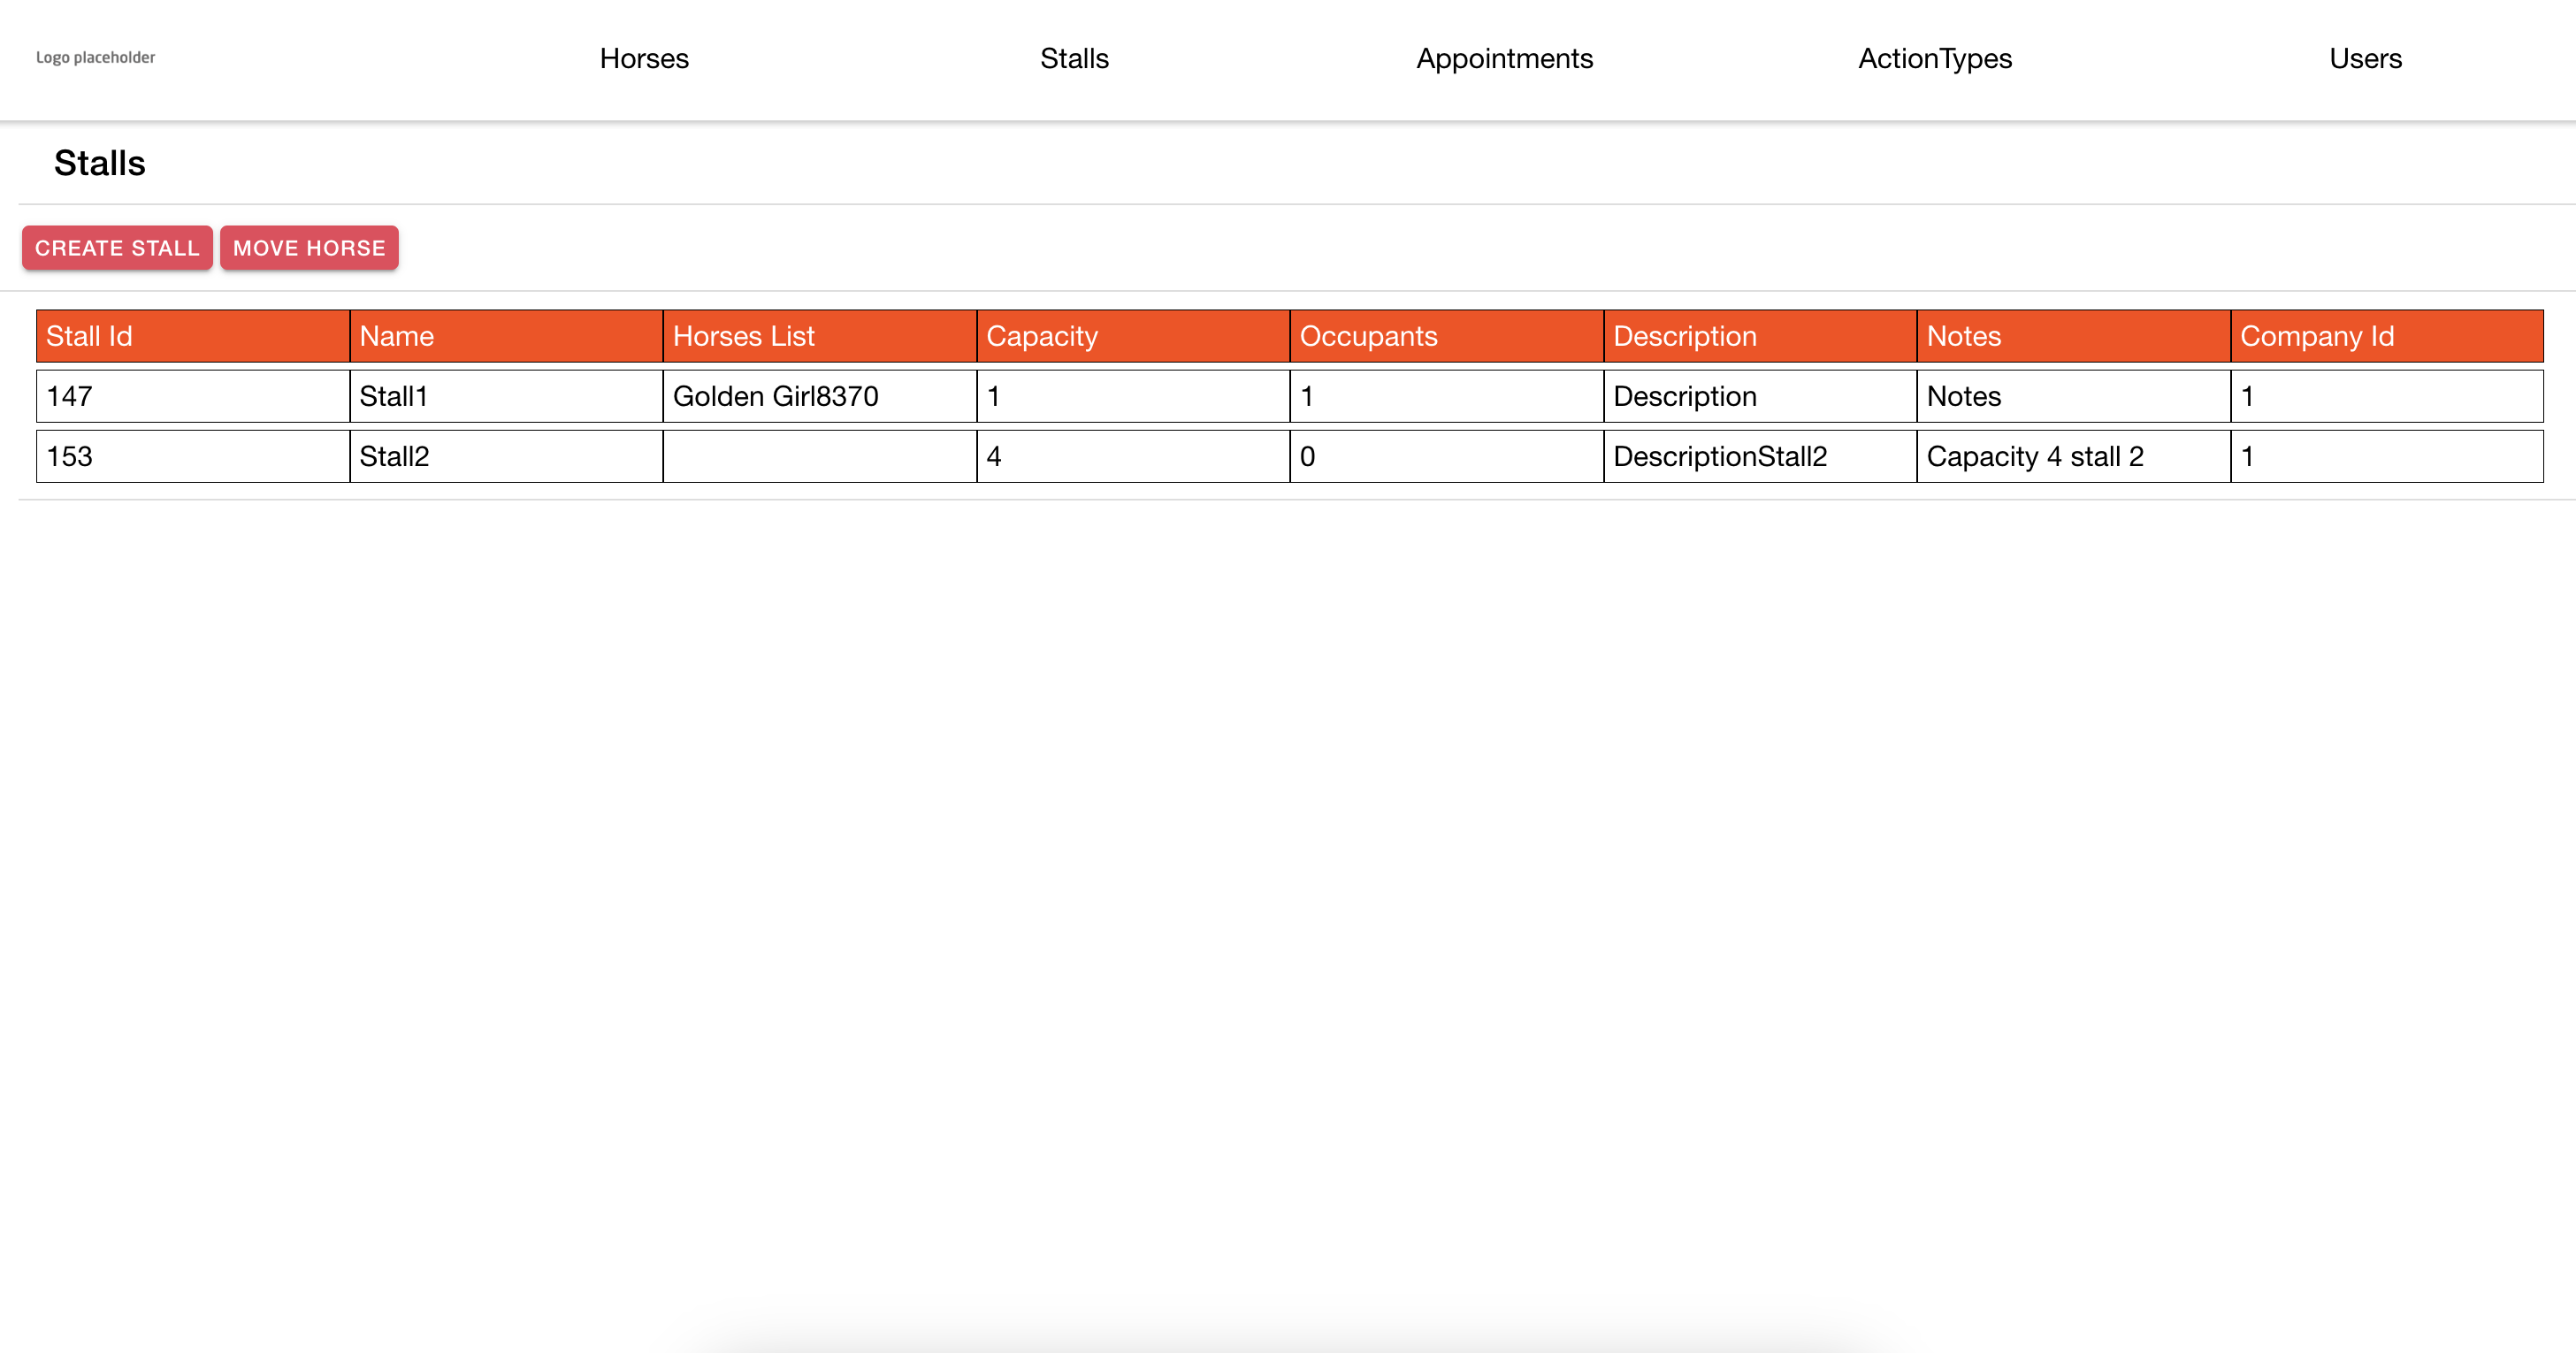 Logo placeholder Horses Stalls Appointments ActionTypes Users
Stalls
CREATE STALL MOVE HORSE
Stall Id Name Horses List Capacity Occupants Description Notes Company Id
147 Stall1 Golden Girl8370 1 1 Description Notes 1
153 Stall2 4 0 DescriptionStall2 Capacity 4 stall 2 1